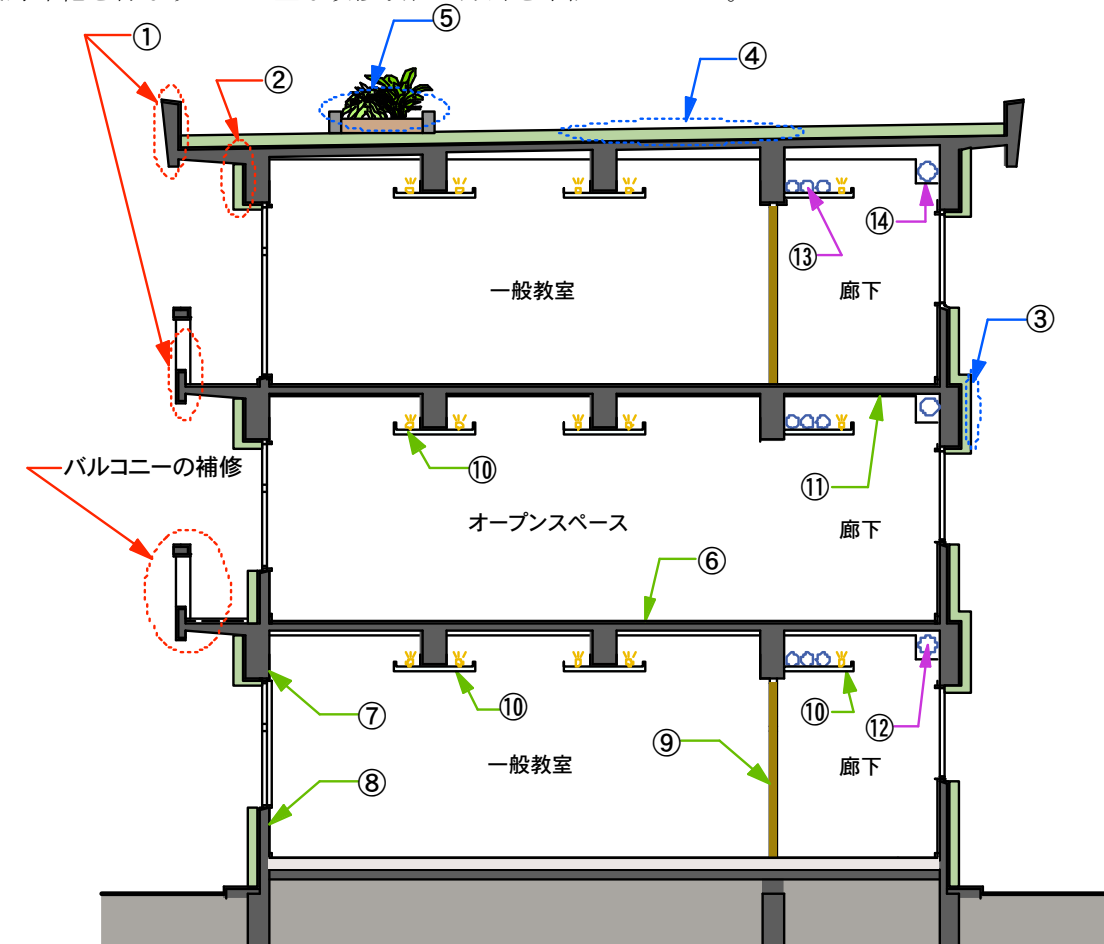 ⑤
①
④
②
⑭
⑬
一般教室
廊下
③
バルコニーの補修
⑩
⑪
オープンスペース
廊下
⑥
⑦
⑩
⑩
⑫
⑨
一般教室
廊下
⑧